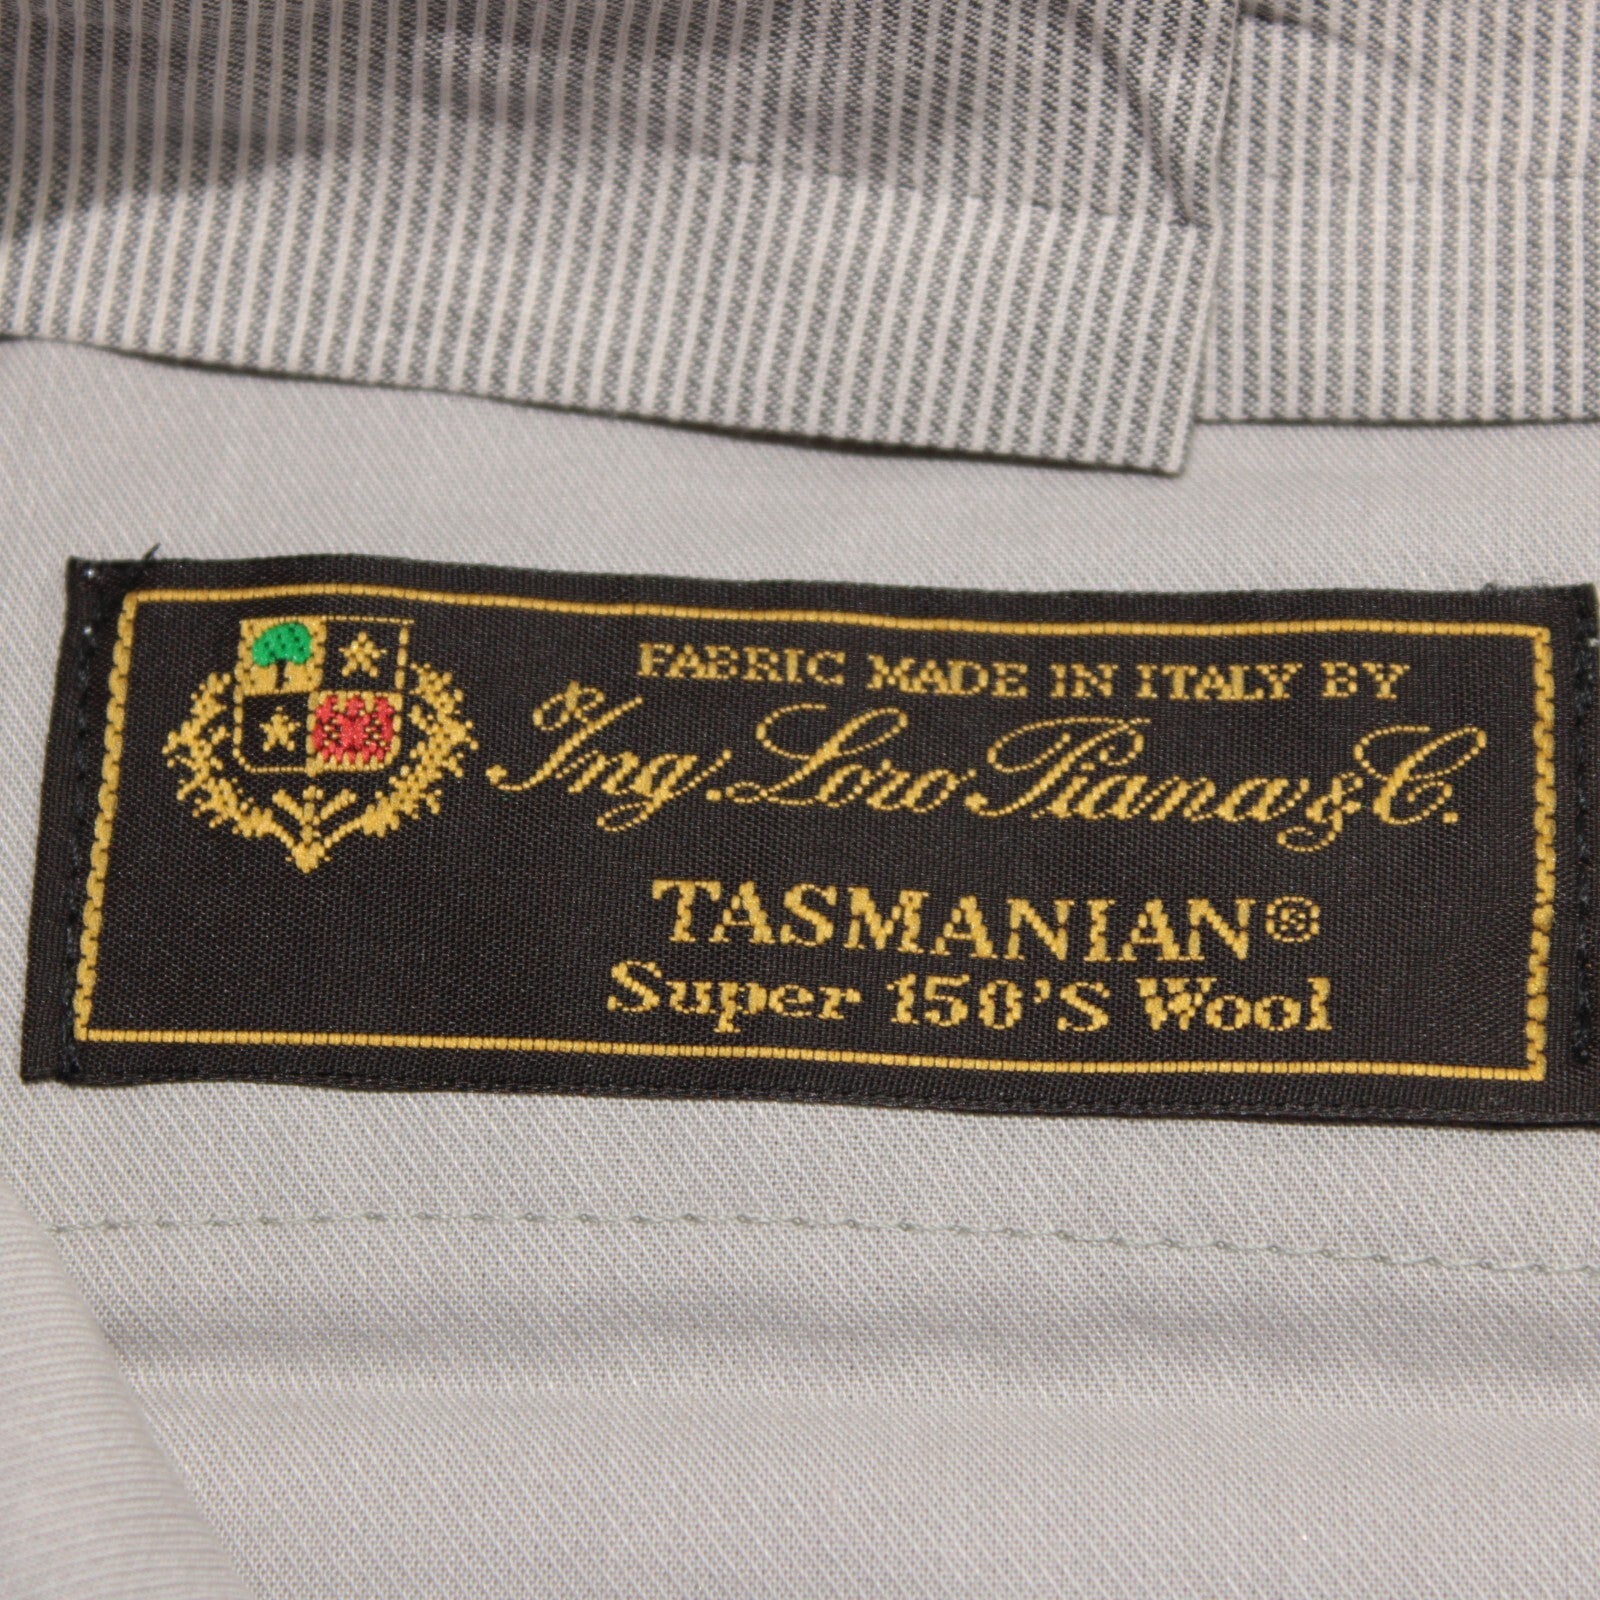 FABRIC MADE IN ITALY BY
Ing. Loro Piana & C.
TASMANIAN®
Super 150'S Wool